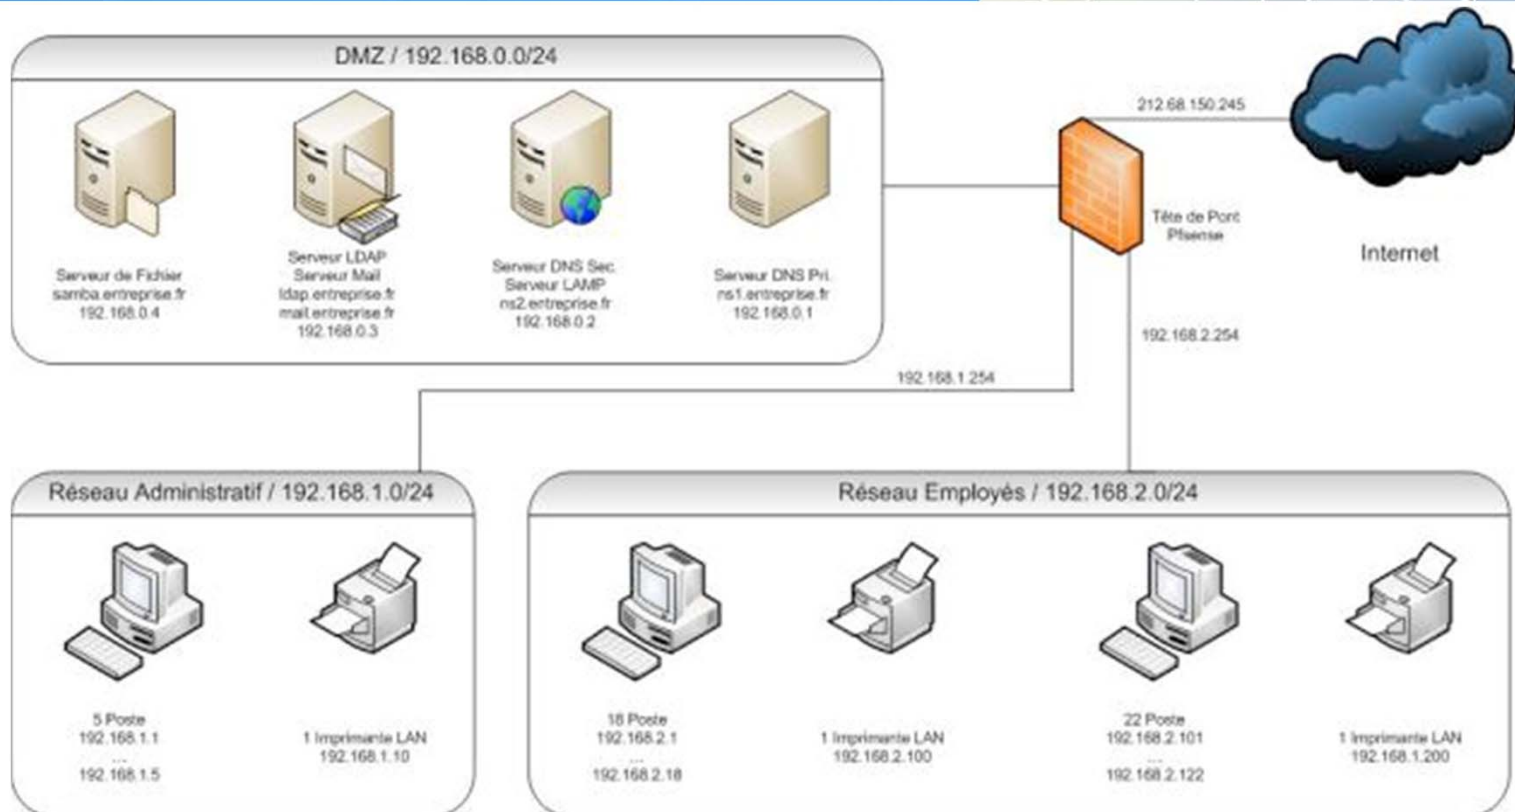 DMZ / 192.168.0.0/24
Serveur de Fichier
samba.entreprise.fr
192.168.0.4
Serveur LDAP
Serveur Mail
ldap.entreprise.fr
mail.entreprise.fr
192.168.0.3
Serveur DNS Sec.
Serveur LAMP
ns2.entreprise.fr
192.168.0.2
Serveur DNS Pri.
ns1.entreprise.fr
192.168.0.1
212.68.150.245
Tête de Pont
Pfsense
Internet
192.168.2.254
192.168.1.254
Réseau Administratif / 192.168.1.0/24
5 Poste
192.168.1.1
...
192.168.1.5
1 Imprimante LAN
192.168.1.10
Réseau Employés / 192.168.2.0/24
18 Poste
192.168.2.1
...
192.168.2.18
1 Imprimante LAN
192.168.2.100
22 Poste
192.168.2.101
...
192.168.2.122
1 Imprimante LAN
192.168.1.200